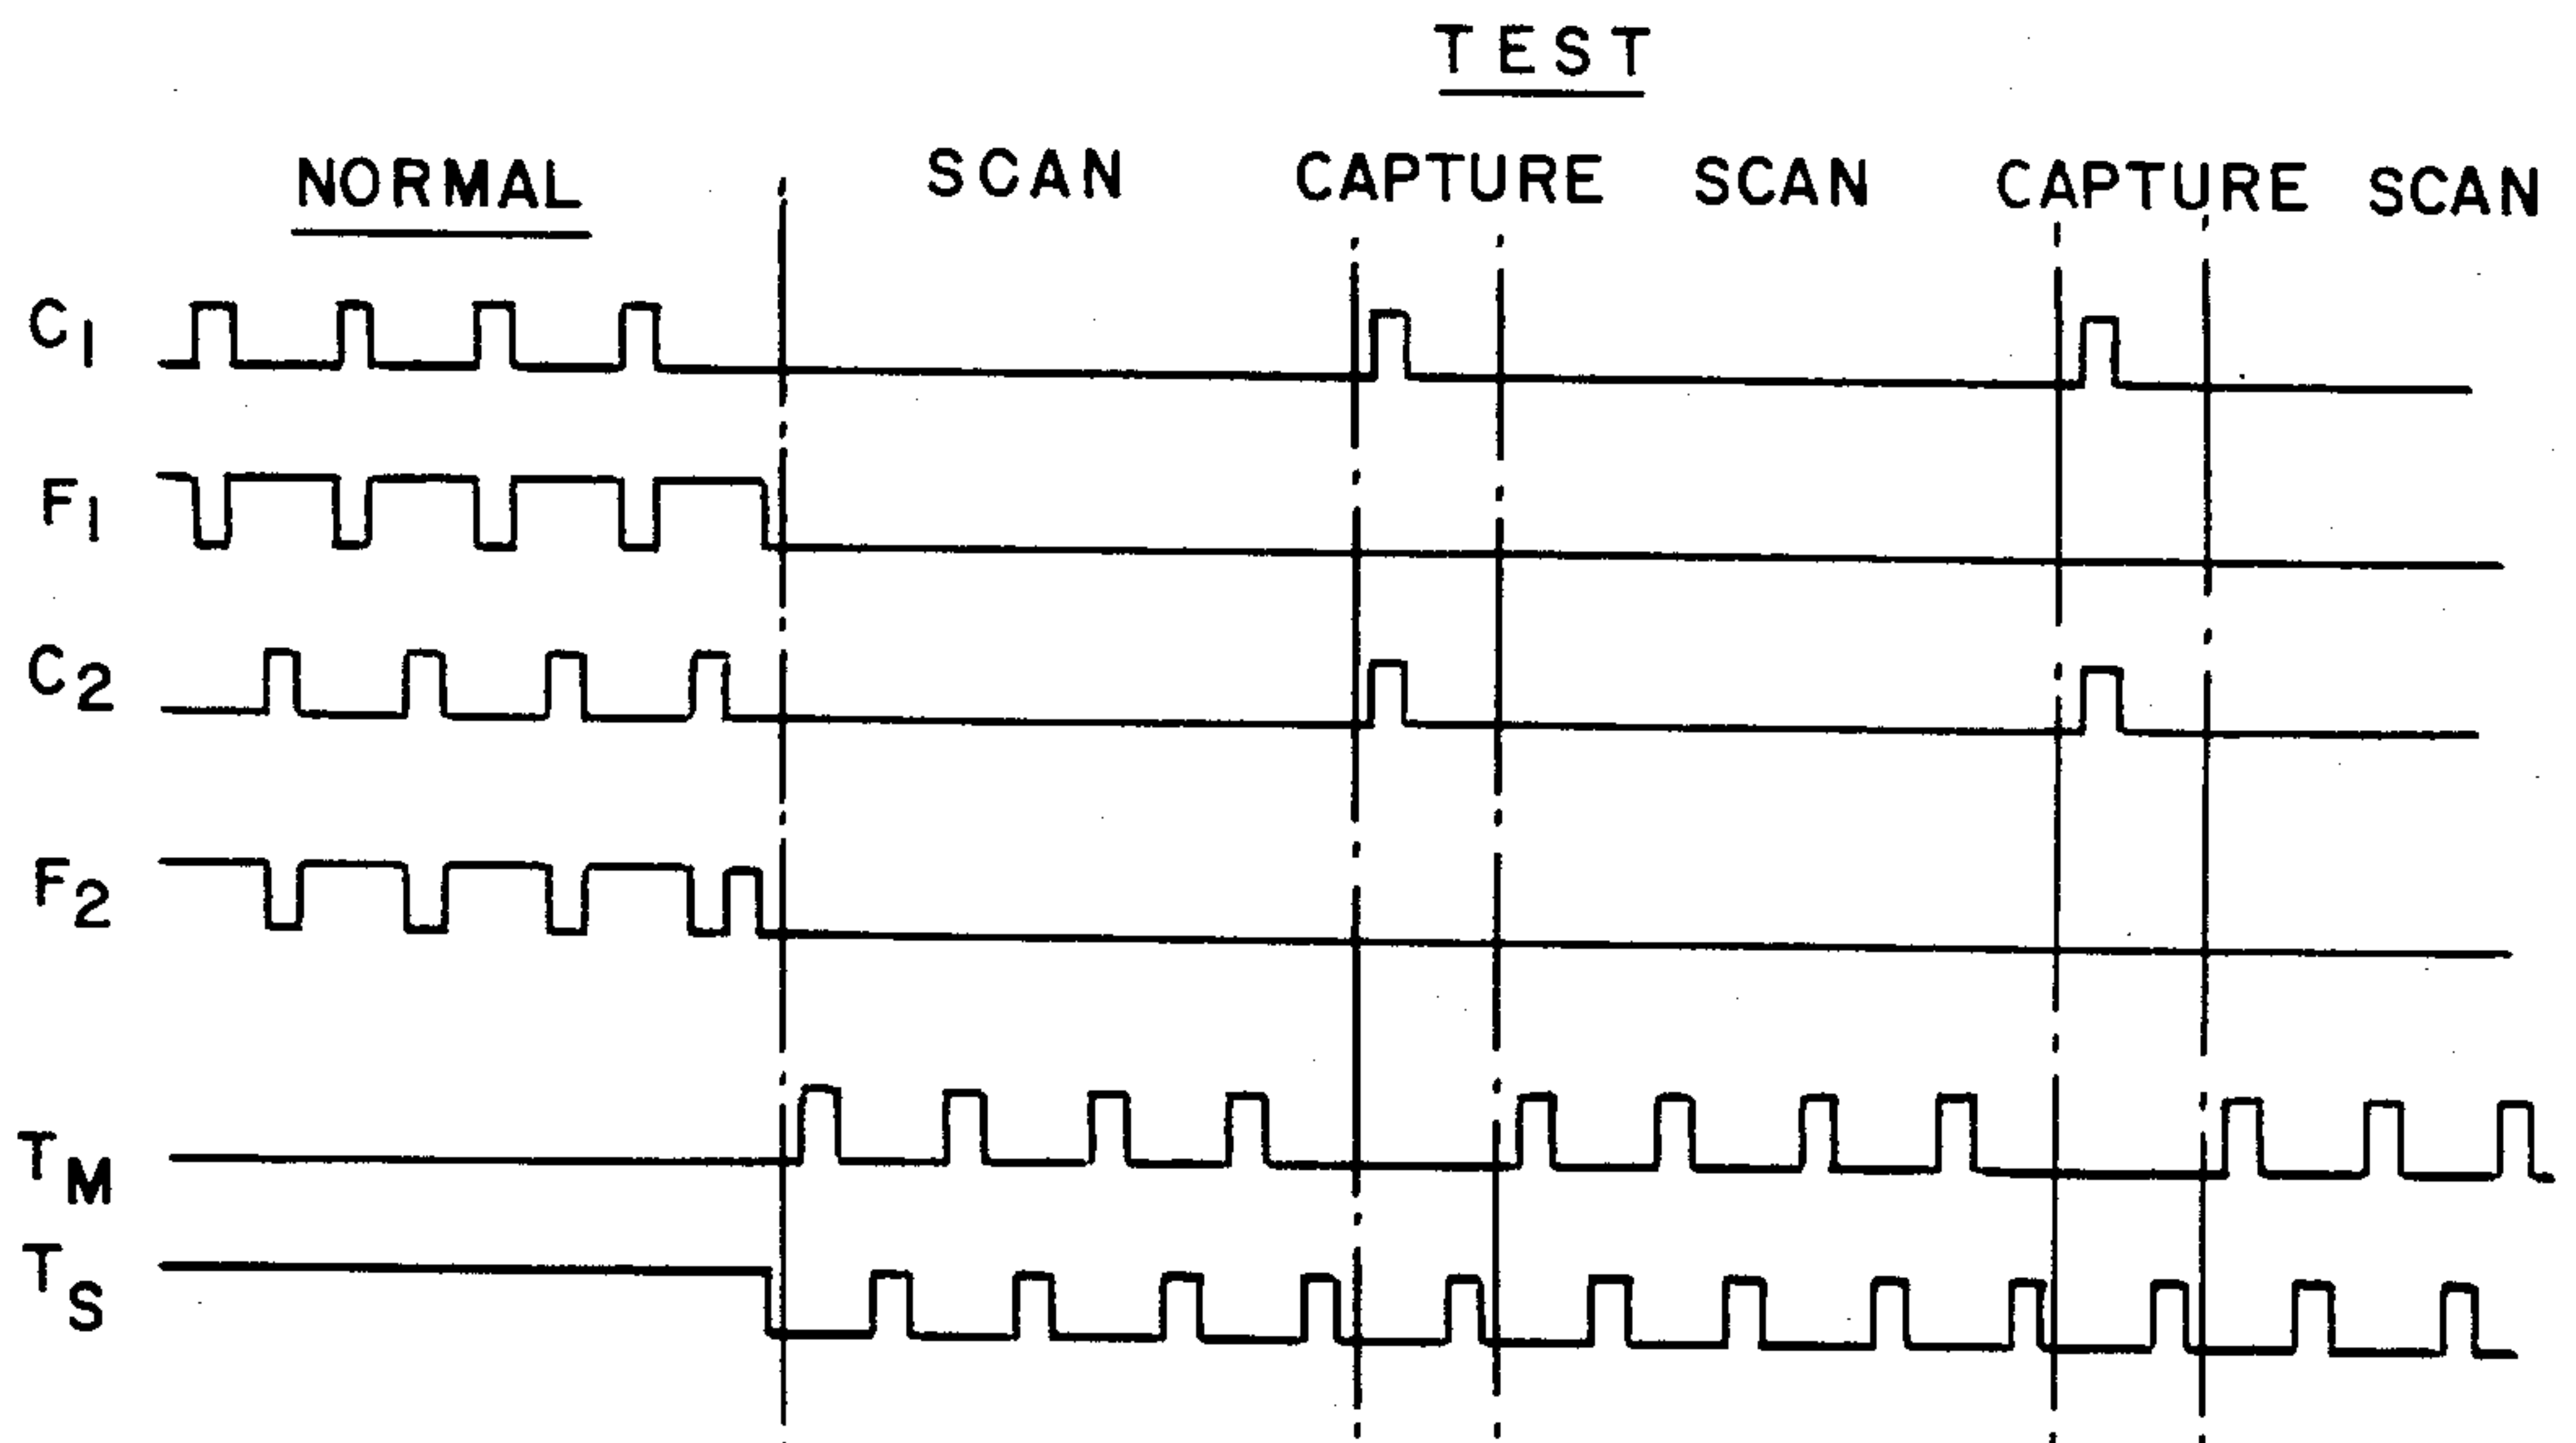 TEST
NORMAL SCAN CAPTURE SCAN CAPTURE SCAN
C1
F1
C2
F2
TM
TS